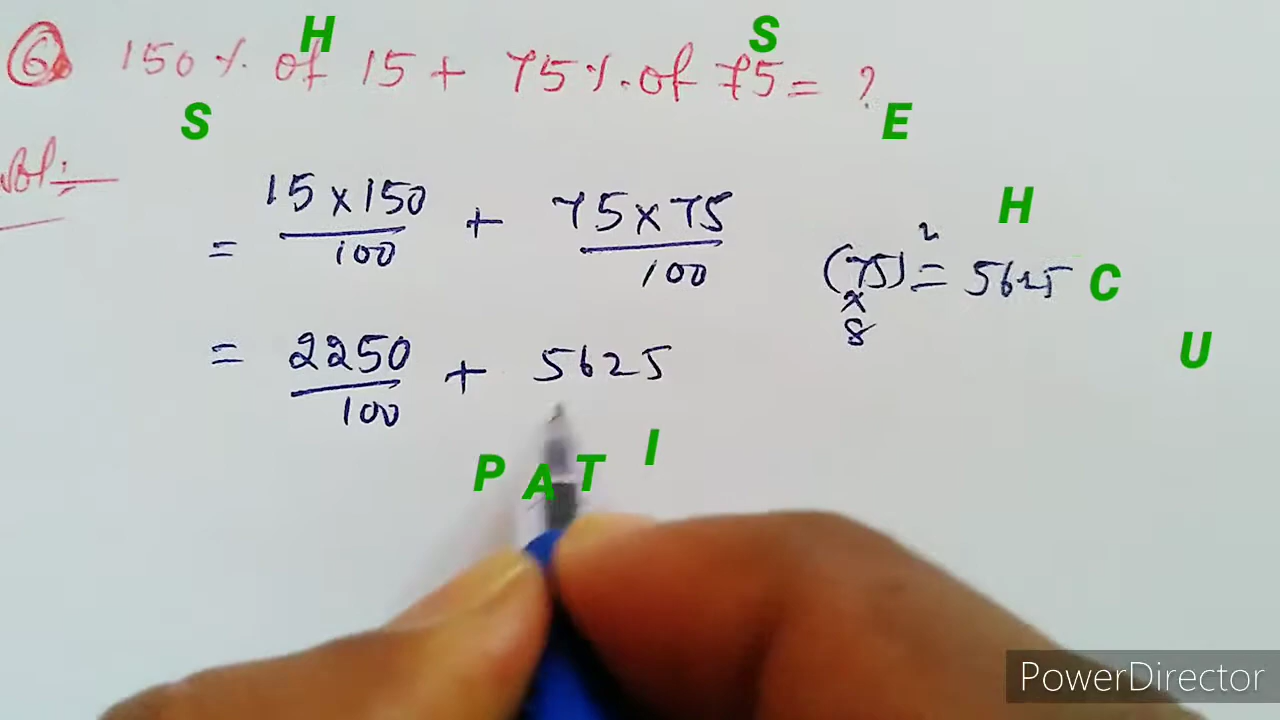 6 150% of 15 + 75% of 75 = ?
H S
S E
Sol:-
= 15 x 150 / 100 + 75 x 75 / 100
(75)² = 5625
x
8
H
C
U
= 2250 / 100 + 5625
P A T I
PowerDirector